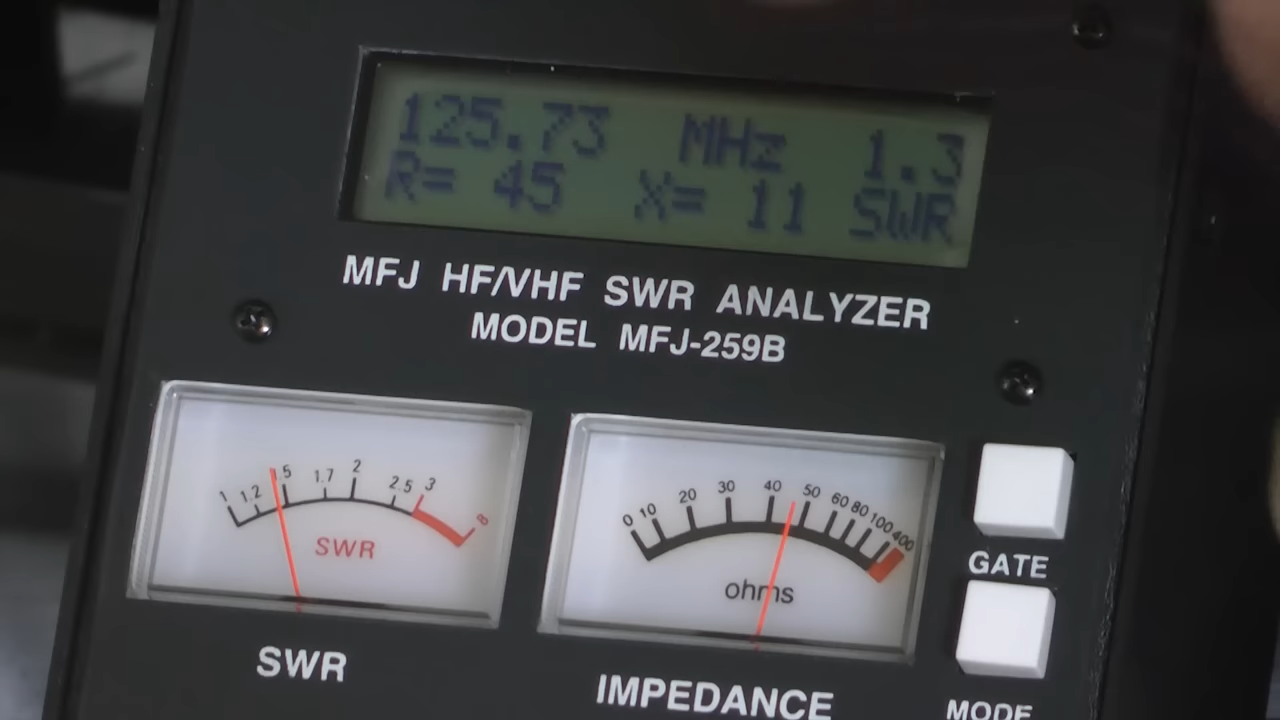 125.73 MHz 1.3
R= 45 X= 11 SWR
MFJ HF/VHF SWR ANALYZER
MODEL MFJ-259B
1 1.2 5 1.7 2 2.5 3 ∞
SWR
0 10 20 30 40 50 60 80 100 400
ohms
GATE
SWR
IMPEDANCE
MODE